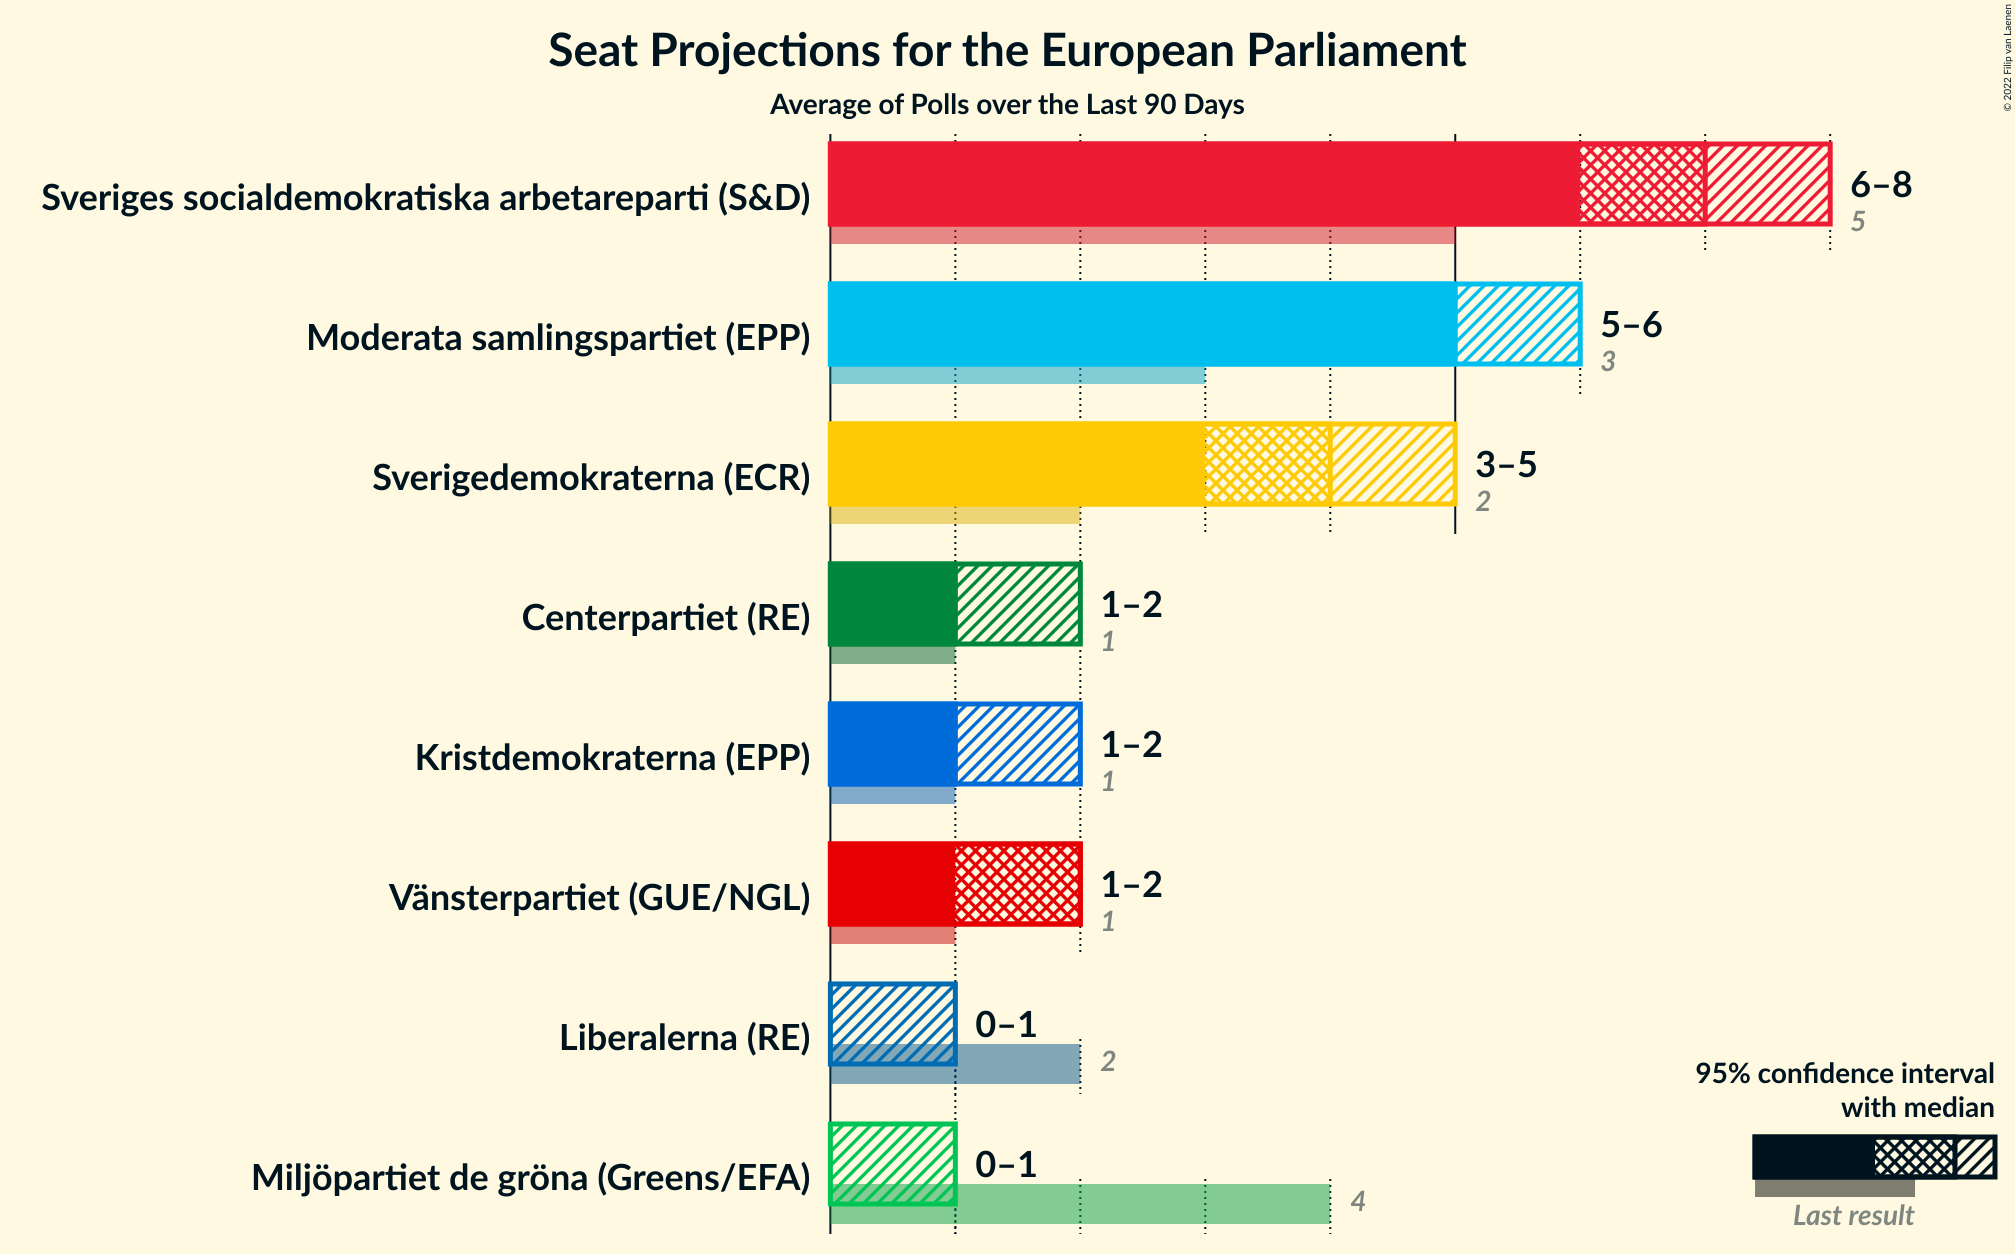 Seat Projections for the European Parliament
Average of Polls over the Last 90 Days
© 2022 Filip van Laenen
Sveriges socialdemokratiska arbetareparti (S&D)
6–8
5
Moderata samlingspartiet (EPP)
5–6
3
Sverigedemokraterna (ECR)
3–5
2
Centerpartiet (RE)
1–2
1
Kristdemokraterna (EPP)
1–2
1
Vänsterpartiet (GUE/NGL)
1–2
1
Liberalerna (RE)
0–1
2
Miljöpartiet de gröna (Greens/EFA)
0–1
4
95% confidence interval
with median
Last result